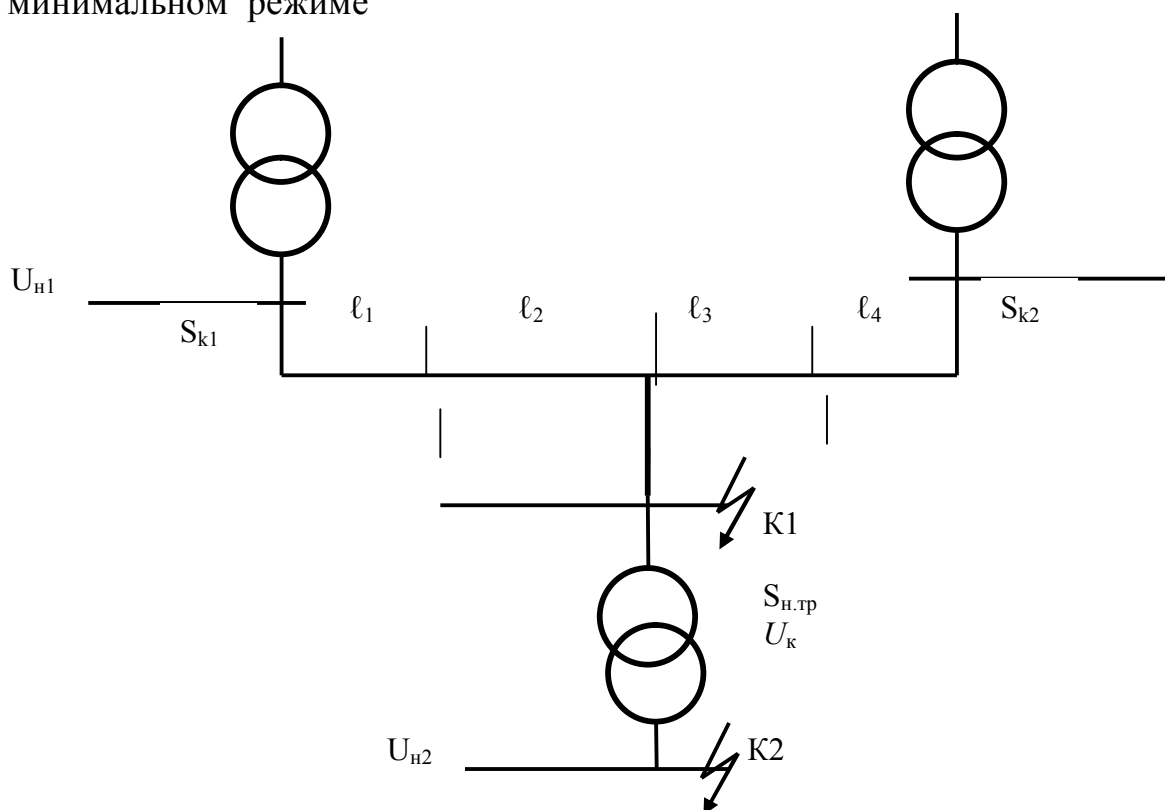 минимальном режиме
Uн1
Sk1
ℓ1
ℓ2
ℓ3
ℓ4
Sk2
К1
Sн.тр
Uк
Uн2
К2